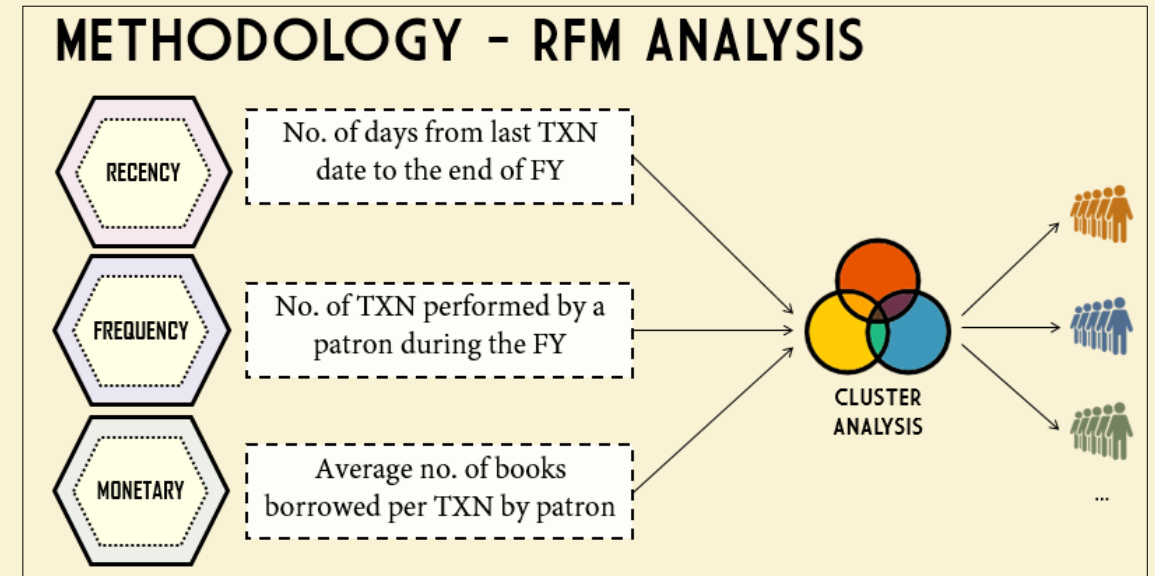 METHODOLOGY - RFM ANALYSIS
RECENCY
No. of days from last TXN
date to the end of FY
FREQUENCY
No. of TXN performed by a
patron during the FY
MONETARY
Average no. of books
borrowed per TXN by patron
CLUSTER
ANALYSIS
...